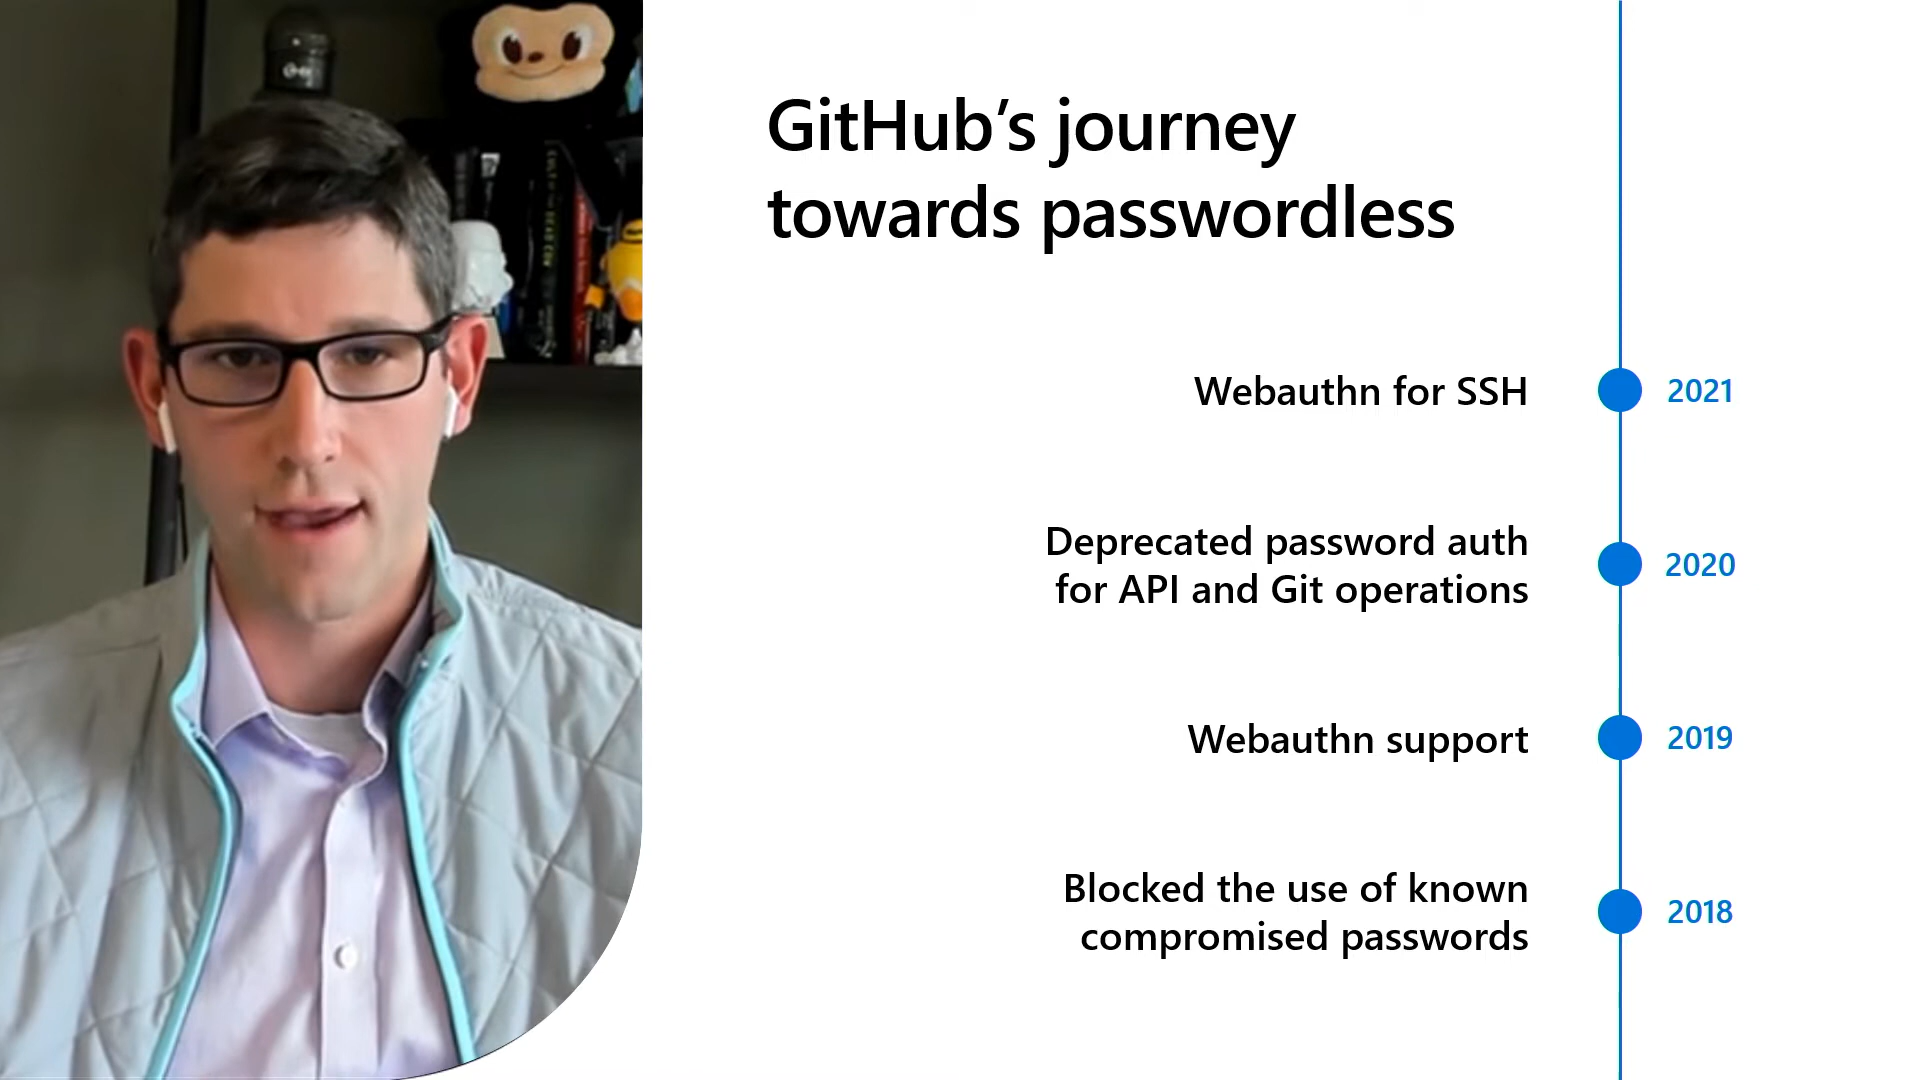 GitHub’s journey
towards passwordless
Webauthn for SSH
2021
Deprecated password auth
for API and Git operations
2020
Webauthn support
2019
Blocked the use of known
compromised passwords
2018